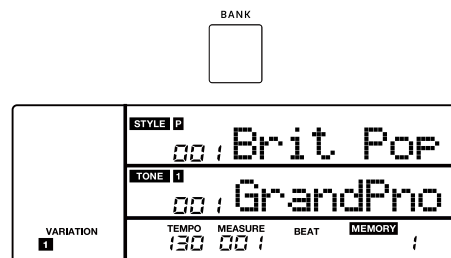 BANK
STYLE P
001 Brit Pop
TONE 1
001 GrandPno
VARIATION TEMPO MEASURE BEAT MEMORY
1 130 001 1